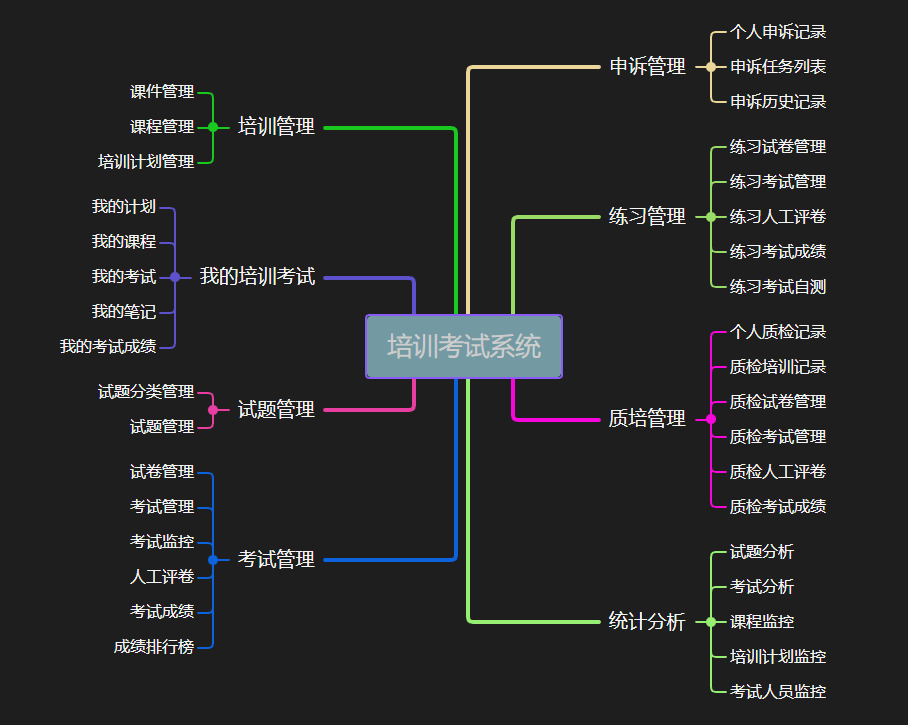 培训考试系统
申诉管理
个人申诉记录
申诉任务列表
申诉历史记录
练习管理
练习试卷管理
练习考试管理
练习人工评卷
练习考试成绩
练习考试自测
质培管理
个人质检记录
质检培训记录
质检试卷管理
质检考试管理
质检人工评卷
质检考试成绩
统计分析
试题分析
考试分析
课程监控
培训计划监控
考试人员监控
培训管理
课件管理
课程管理
培训计划管理
我的培训考试
我的计划
我的课程
我的考试
我的笔记
我的考试成绩
试题管理
试题分类管理
试题管理
考试管理
试卷管理
考试管理
考试监控
人工评卷
考试成绩
成绩排行榜